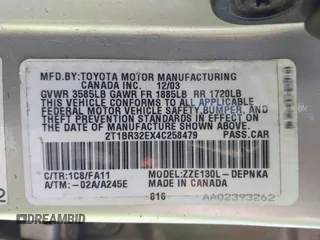 MFD.BY:TOYOTA MOTOR MANUFACTURING
CANADA INC. 12/03
GVWR 3585LB GAWR FR 1885LB RR 1720LB
THIS VEHICLE CONFORMS TO ALL APPLICABLE
FEDERAL MOTOR VEHICLE SAFETY, BUMPER, AND
THEFT PREVENTION STANDARDS IN EFFECT ON
THE DATE OF MANUFACTURE SHOWN ABOVE.
2T1BR32EX4C258479 PASS.CAR
C/TR:1C8/FA11
A/TM:-02A/A245E
MODEL:ZZE130L-DEPNKA
MADE IN CANADA
816 AA02393262
DREAMBID